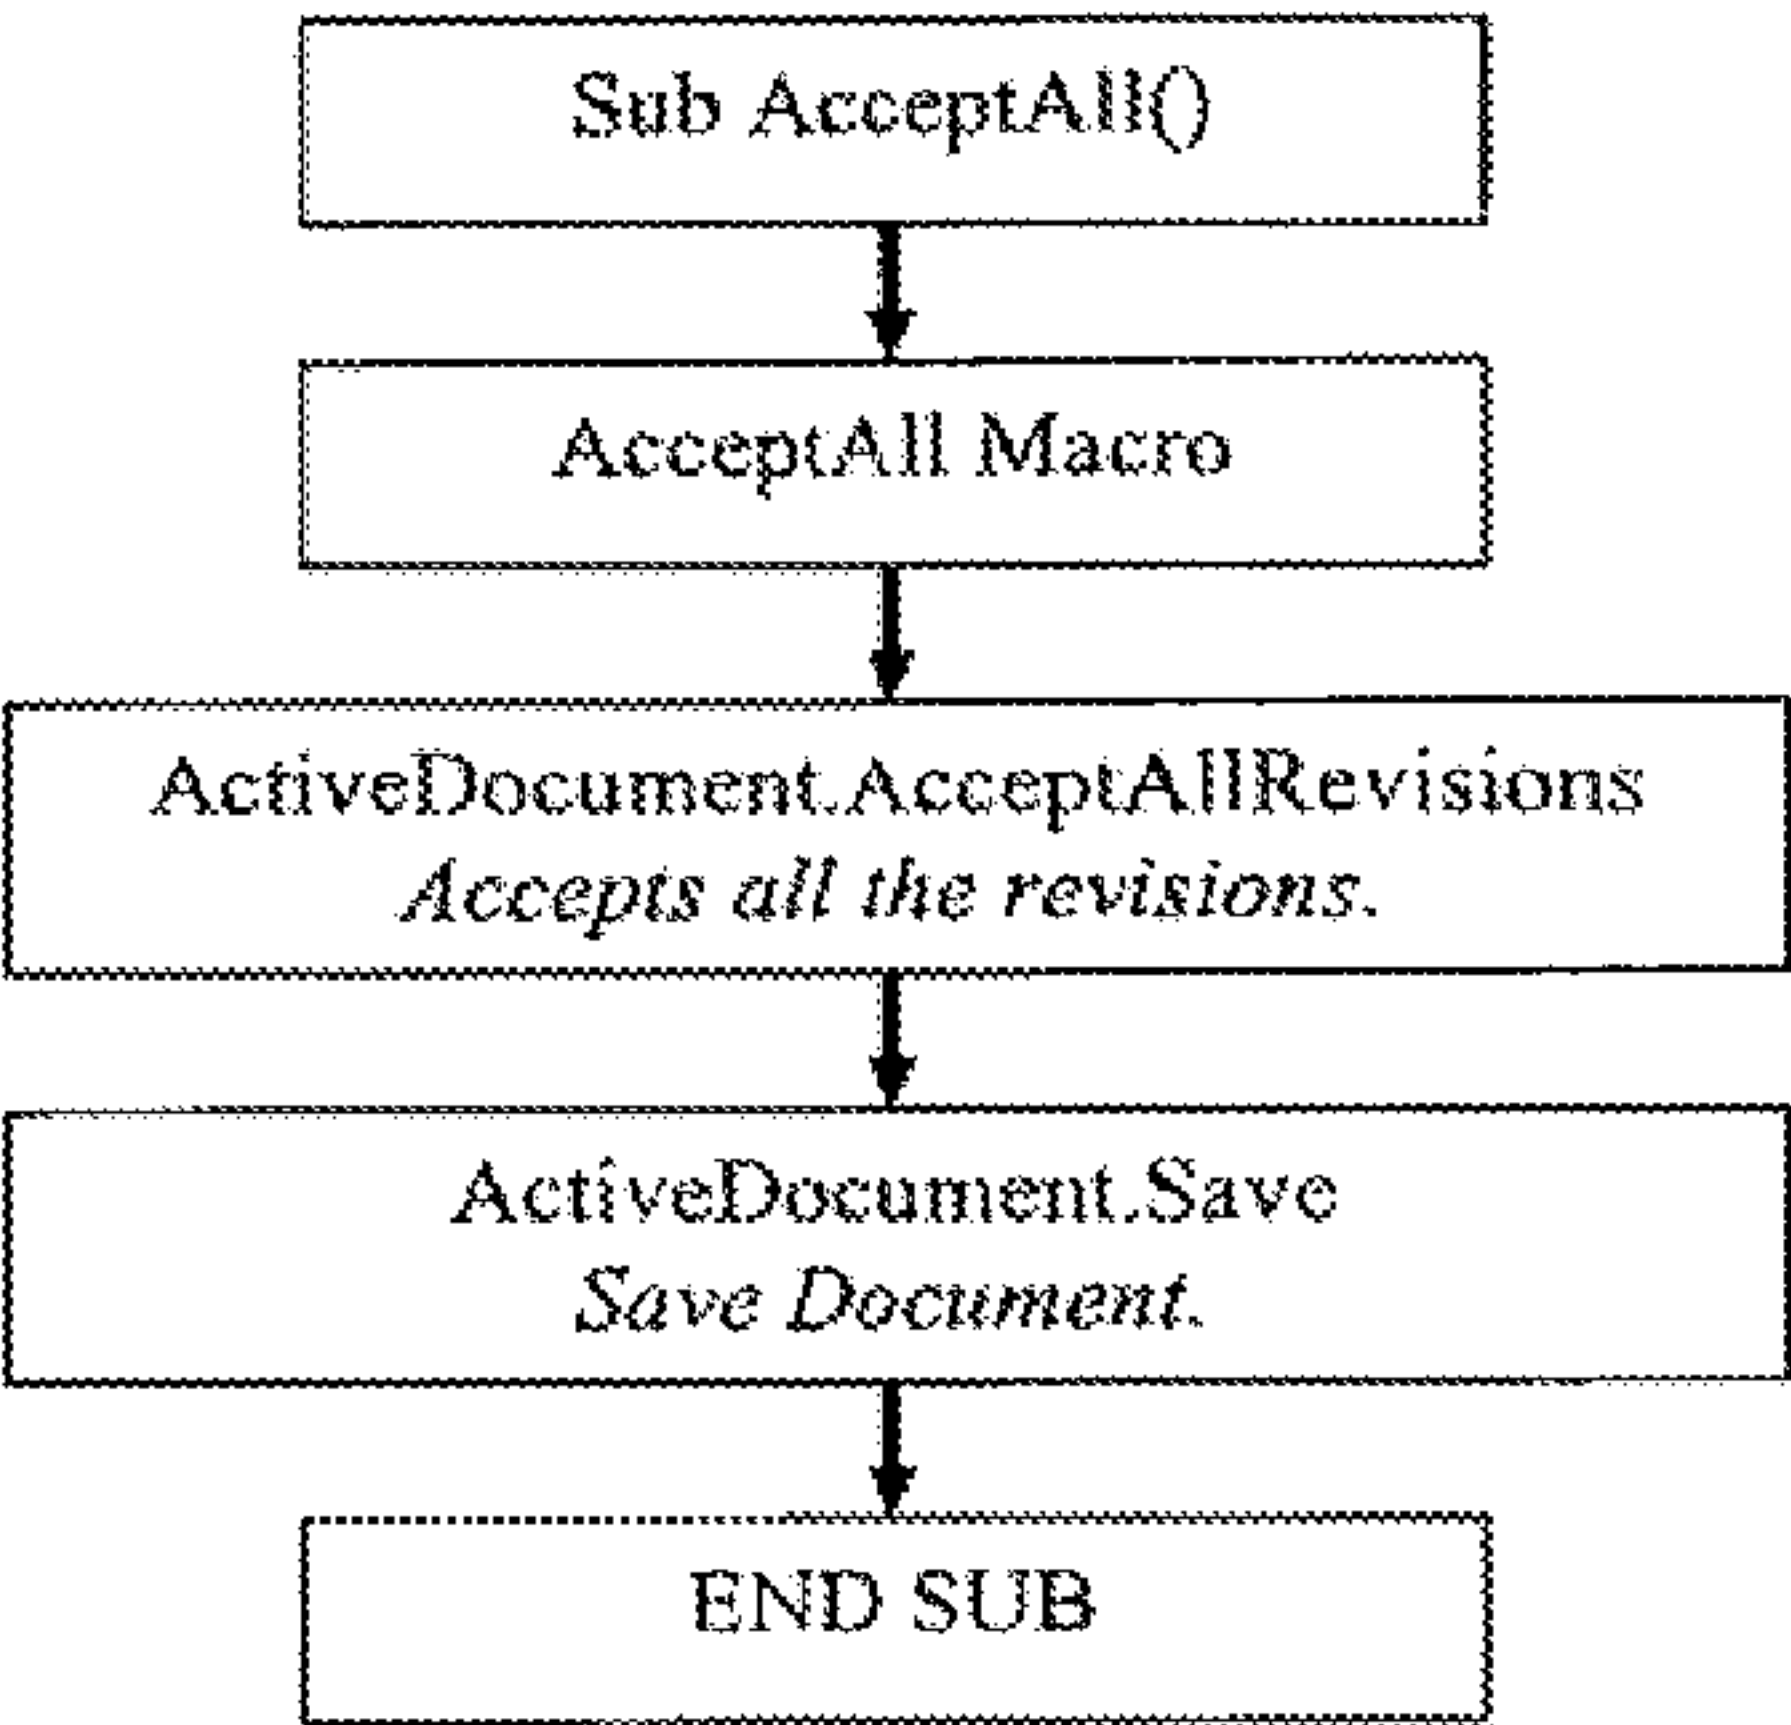 Sub AcceptAll()
AcceptAll Macro
ActiveDocument.AcceptAllRevisions
Accepts all the revisions.
ActiveDocument.Save
Save Document.
END SUB